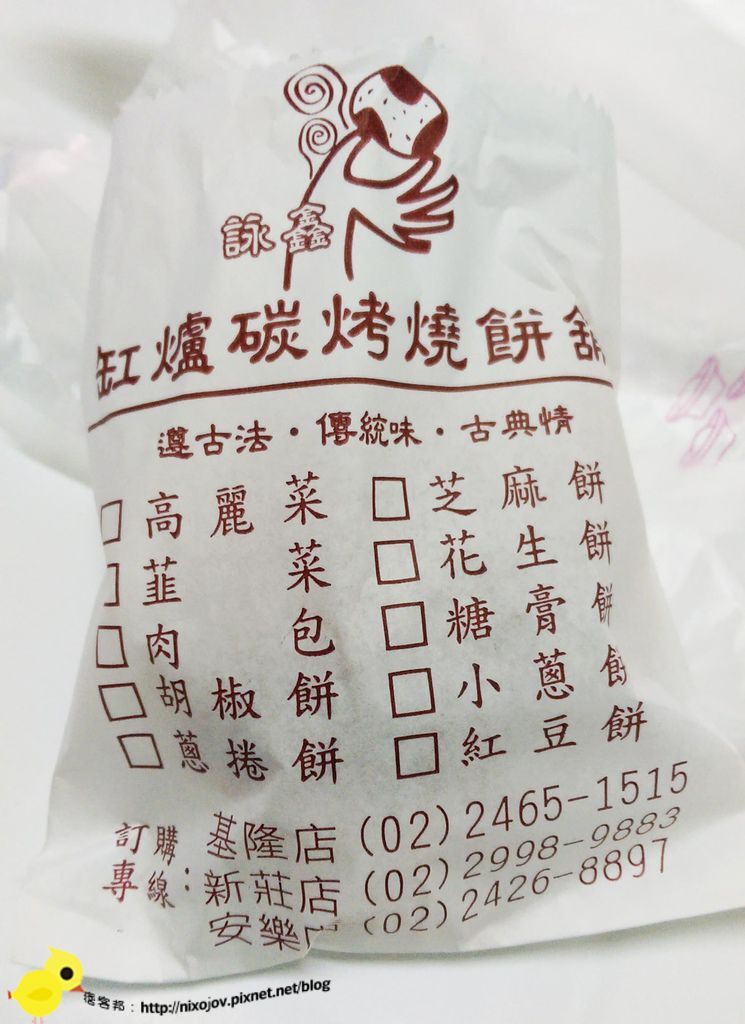 詠鑫
缸爐碳烤燒餅舖
遵古法·傳統味·古典情
□高麗菜 □芝麻餅
□韮菜 □花生餅
□肉包 □糖膏餅
□胡椒餅 □小蔥餅
□蔥捲餅 □紅豆餅
訂購專線：基隆店(02)2465-1515
新莊店(02)2998-9883
安樂店(02)2426-8897
痞客邦：http://nixojov.pixnet.net/blog